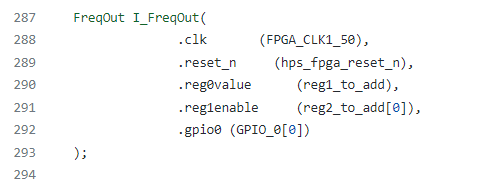 287 FreqOut I_FreqOut(
288 .clk (FPGA_CLK1_50),
289 .reset_n (hps_fpga_reset_n),
290 .reg0value (reg1_to_add),
291 .reg1enable (reg2_to_add[0]),
292 .gpio0 (GPIO_0[0])
293 );
294